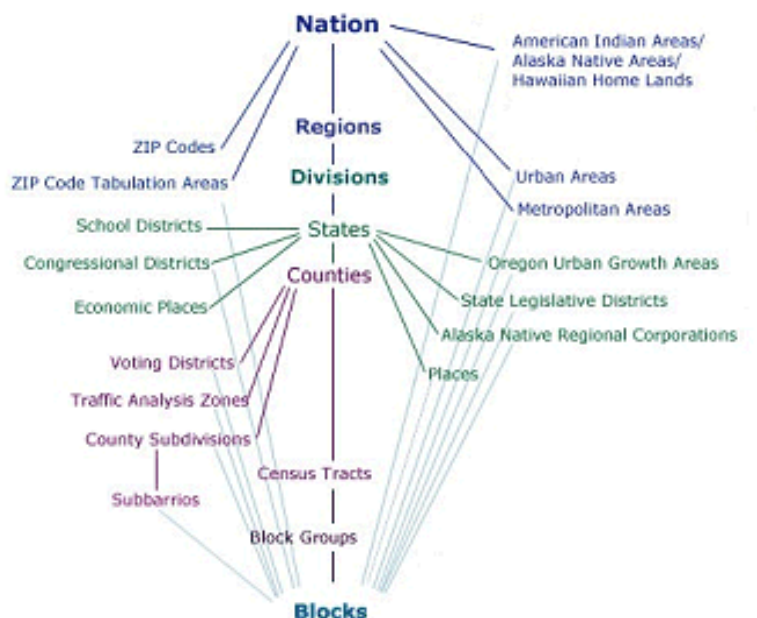 Nation
American Indian Areas/
Alaska Native Areas/
Hawaiian Home Lands
Regions
ZIP Codes
Divisions
ZIP Code Tabulation Areas
Urban Areas
Metropolitan Areas
School Districts
States
Congressional Districts
Oregon Urban Growth Areas
Counties
Economic Places
State Legislative Districts
Alaska Native Regional Corporations
Voting Districts
Places
Traffic Analysis Zones
County Subdivisions
Census Tracts
Subbarrios
Block Groups
Blocks